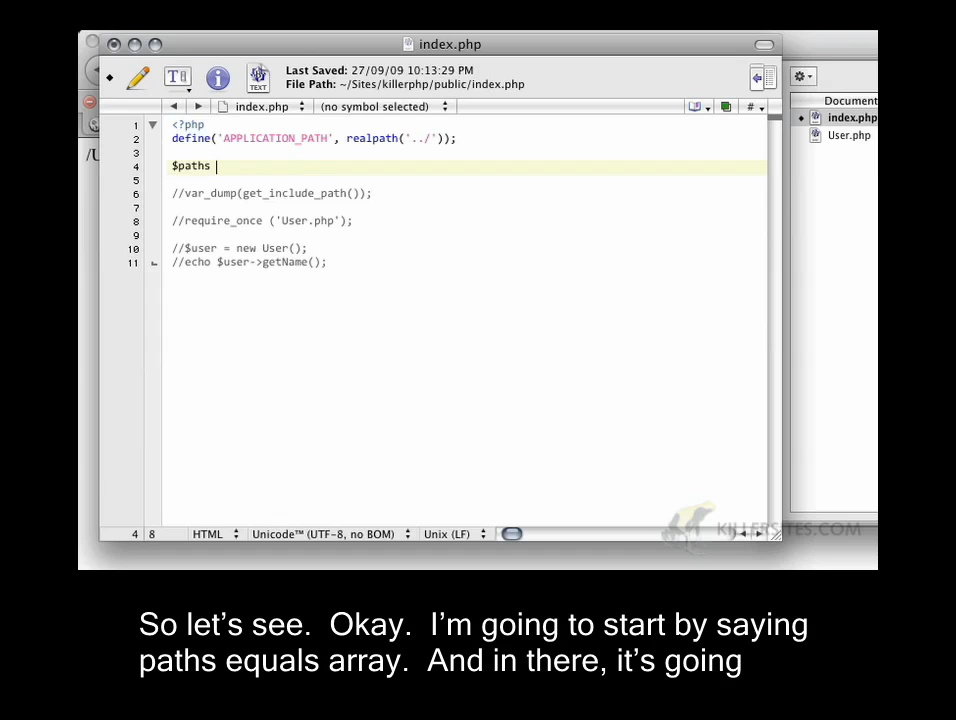 index.php
Last Saved: 27/09/09 10:13:29 PM
File Path: ~/Sites/killerphp/public/index.php
T
TEXT
index.php
(no symbol selected)
#
Document
index.php
User.php
1 <?php
2 define('APPLICATION_PATH', realpath('../'));
3
4 $paths
5
6 //var_dump(get_include_path());
7
8 //require_once ('User.php');
9
10 //$user = new User();
11 //echo $user->getName();
/U
4 8 HTML Unicode™ (UTF-8, no BOM) Unix (LF)
KILLERSITES.COM
So let's see. Okay. I'm going to start by saying
paths equals array. And in there, it's going